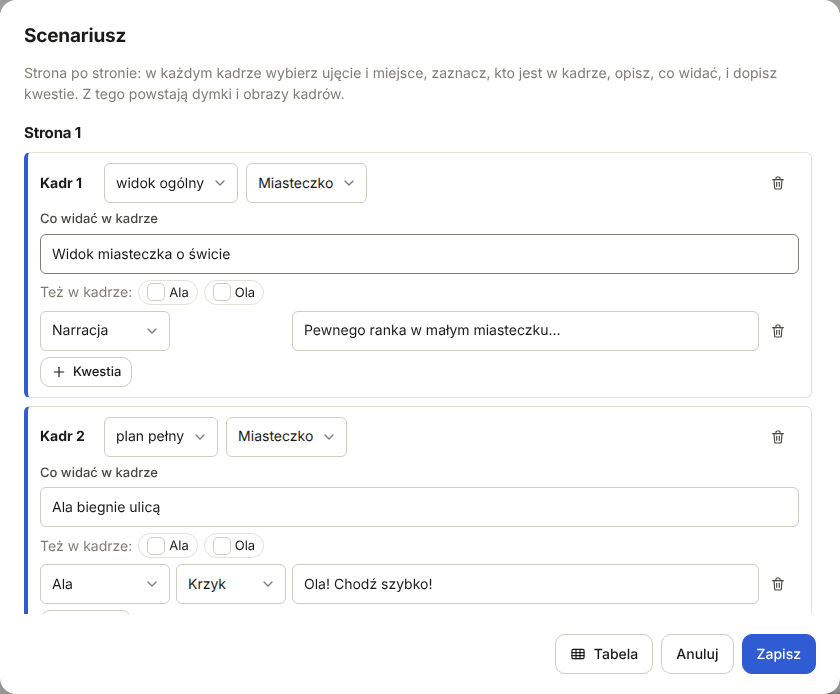 Scenariusz
Strona po stronie: w każdym kadrze wybierz ujęcie i miejsce, zaznacz, kto jest w kadrze, opisz, co widać, i dopisz
kwestie. Z tego powstają dymki i obrazy kadrów.
Strona 1
Kadr 1 widok ogólny Miasteczko
Co widać w kadrze
Widok miasteczka o świcie
Też w kadrze: Ala Ola
Narracja Pewnego ranka w małym miasteczku...
+ Kwestia
Kadr 2 plan pełny Miasteczko
Co widać w kadrze
Ala biegnie ulicą
Też w kadrze: Ala Ola
Ala Krzyk Ola! Chodź szybko!
Tabela Anuluj Zapisz